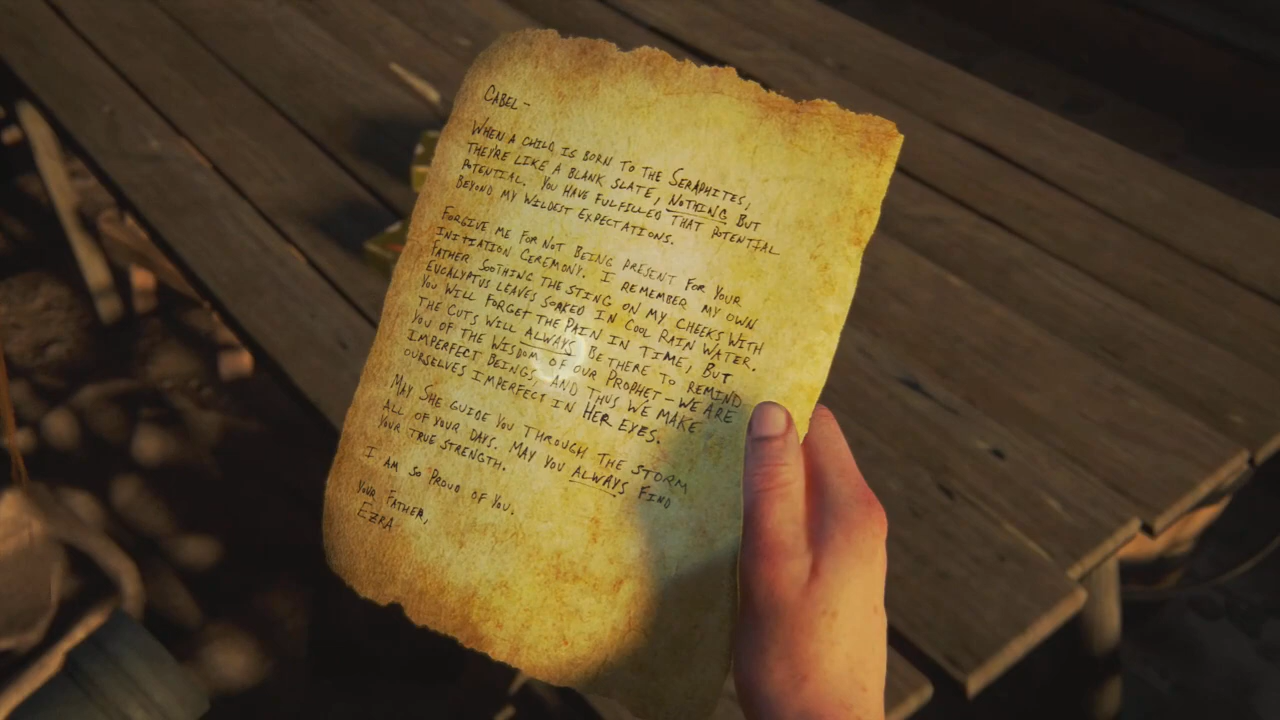 CABEL-
WHEN A CHILD IS BORN TO THE SERAPHITES,
THEY'RE LIKE A BLANK SLATE, NOTHING BUT
POTENTIAL. YOU HAVE FULFILLED THAT POTENTIAL
BEYOND MY WILDEST EXPECTATIONS.
FORGIVE ME FOR NOT BEING PRESENT FOR YOUR
INITIATION CEREMONY. I REMEMBER MY OWN
FATHER SOOTHING THE STING ON MY CHEEKS WITH
EUCALYPTUS LEAVES SOAKED IN COOL RAIN WATER.
YOU WILL FORGET THE PAIN IN TIME, BUT
THE CUTS WILL ALWAYS BE THERE TO REMIND
YOU OF THE WISDOM OF OUR PROPHET - WE ARE
IMPERFECT BEINGS, AND THUS WE MAKE
OURSELVES IMPERFECT IN HER EYES.
MAY SHE GUIDE YOU THROUGH THE STORM
ALL OF YOUR DAYS. MAY YOU ALWAYS FIND
YOUR TRUE STRENGTH.
I AM SO PROUD OF YOU.
YOUR FATHER,
EZRA